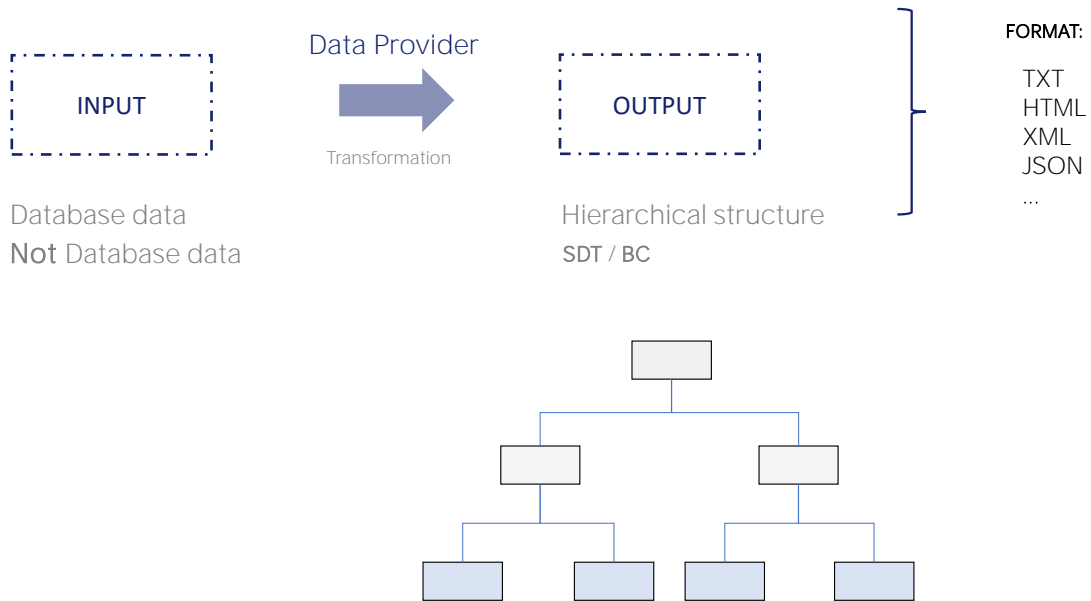 Data Provider
INPUT
Transformation
OUTPUT
Database data
Not Database data
Hierarchical structure
SDT / BC
FORMAT:
TXT
HTML
XML
JSON
...